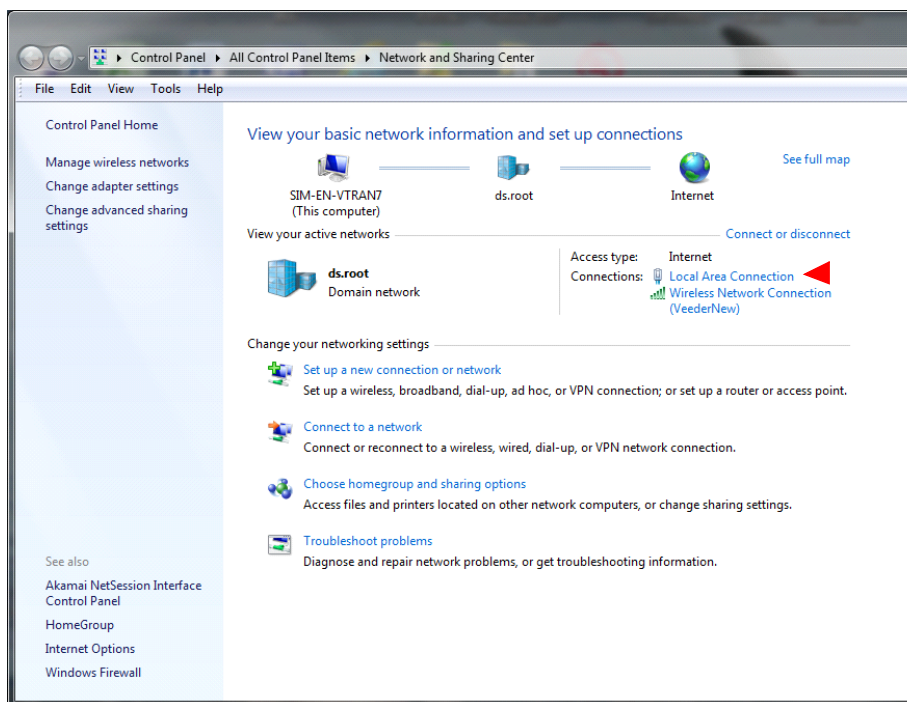 Control Panel ▸ All Control Panel Items ▸ Network and Sharing Center
File Edit View Tools Help
Control Panel Home
Manage wireless networks
Change adapter settings
Change advanced sharing
settings
See also
Akamai NetSession Interface
Control Panel
HomeGroup
Internet Options
Windows Firewall
View your basic network information and set up connections
See full map
SIM-EN-VTRAN7
(This computer)
ds.root
Internet
View your active networks
Connect or disconnect
ds.root
Domain network
Access type: Internet
Connections: Local Area Connection
Wireless Network Connection
(VeederNew)
Change your networking settings
Set up a new connection or network
Set up a wireless, broadband, dial-up, ad hoc, or VPN connection; or set up a router or access point.
Connect to a network
Connect or reconnect to a wireless, wired, dial-up, or VPN network connection.
Choose homegroup and sharing options
Access files and printers located on other network computers, or change sharing settings.
Troubleshoot problems
Diagnose and repair network problems, or get troubleshooting information.